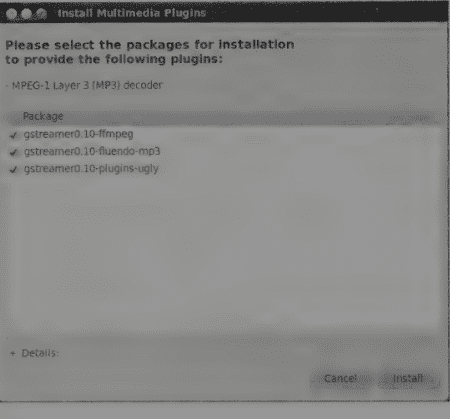 Install Multimedia Plugins
Please select the packages for installation
to provide the following plugins:
- MPEG-1 Layer 3 (MP3) decoder
Package
gstreamer0.10-ffmpeg
gstreamer0.10-fluendo-mp3
gstreamer0.10-plugins-ugly
+ Details:
Cancel
Install